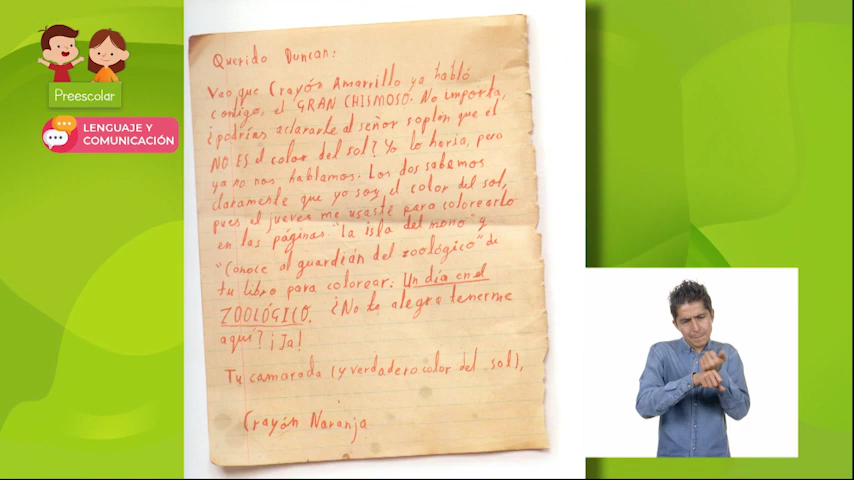 Preescolar
LENGUAJE Y
COMUNICACIÓN
Querido Duncan:
Veo que Crayón Amarrillo ya habló
contigo, el GRAN CHISMOSO. No importa,
¿podrías aclararle al señor soplón que él
NO ES el color del sol? Yo lo haría, pero
ya no nos hablamos. Los dos sabemos
claramente que yo soy el color del sol,
pues el jueves me usaste para colorearlo
en las páginas "la isla del mono" y
"Conoce al guardián del zoológico" de
tu libro para colorear: Un día en el
ZOOLÓGICO. ¿No te alegra tenerme
aquí? ¡Ja!
Tu camarada (y verdadero color del sol),
Crayón Naranja